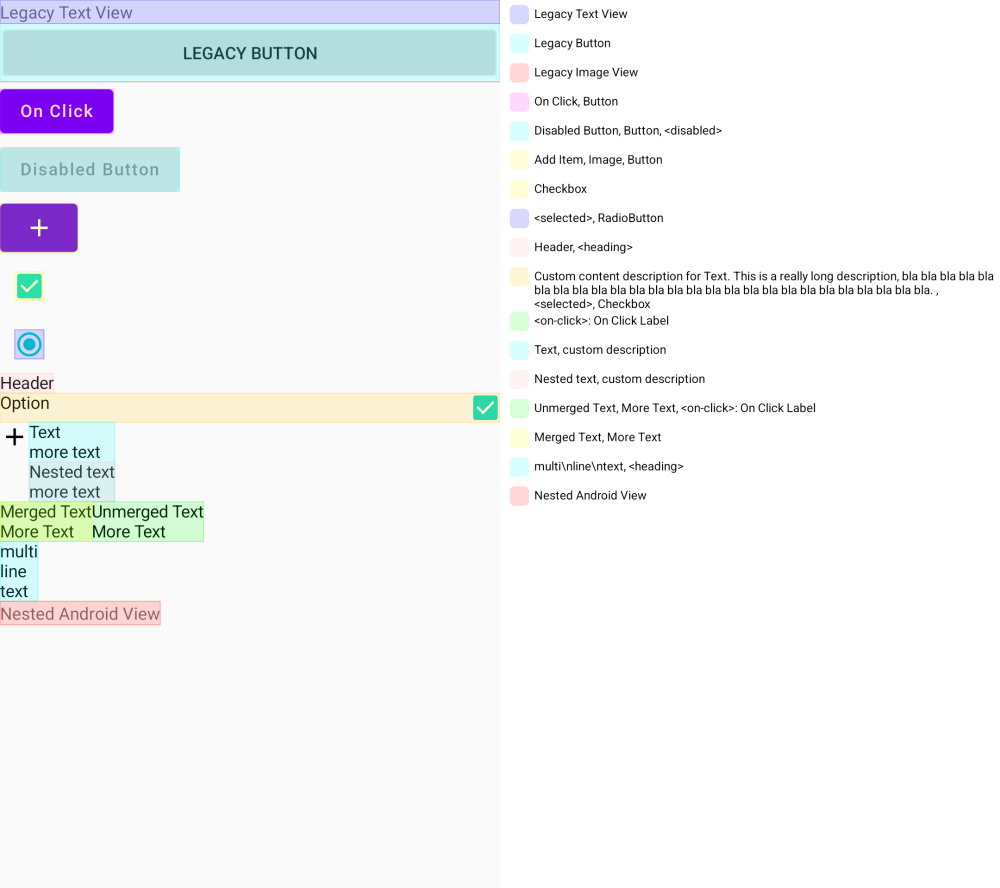 Legacy Text View
LEGACY BUTTON
On Click
Disabled Button
Header
Option
Text
more text
Nested text
more text
Merged Text
More Text
Unmerged Text
More Text
multi
line
text
Nested Android View
Legacy Text View
Legacy Button
Legacy Image View
On Click, Button
Disabled Button, Button, <disabled>
Add Item, Image, Button
Checkbox
<selected>, RadioButton
Header, <heading>
Custom content description for Text. This is a really long description, bla bla bla bla bla
bla bla bla bla bla bla bla bla bla bla bla bla bla bla bla bla bla bla bla bla bla. ,
<selected>, Checkbox
<on-click>: On Click Label
Text, custom description
Nested text, custom description
Unmerged Text, More Text, <on-click>: On Click Label
Merged Text, More Text
multi\nline\ntext, <heading>
Nested Android View